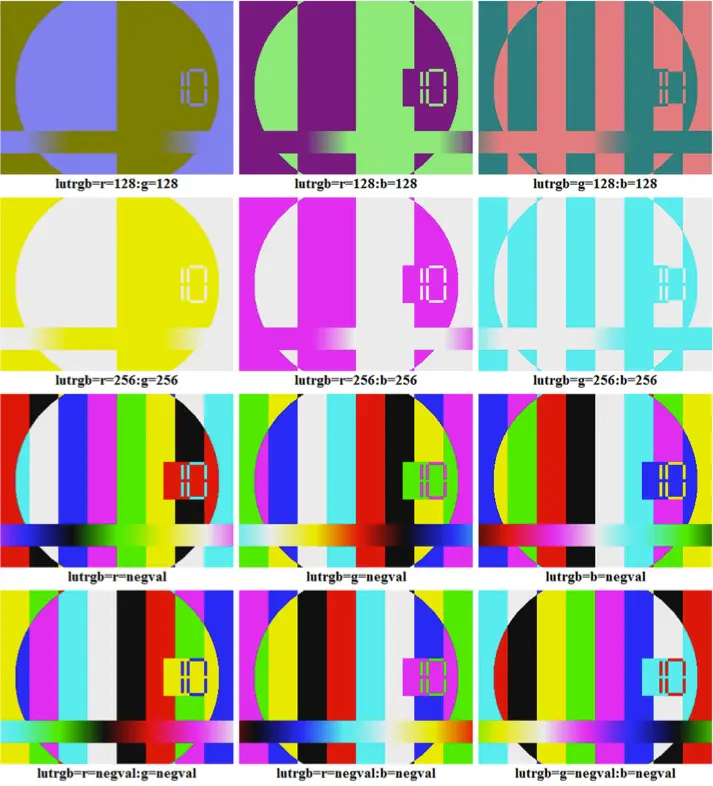 10 10 10
lutrgb=r=128:g=128 lutrgb=r=128:b=128 lutrgb=g=128:b=128
10 10 10
lutrgb=r=256:g=256 lutrgb=r=256:b=256 lutrgb=g=256:b=256
10 10 10
lutrgb=r=negval lutrgb=g=negval lutrgb=b=negval
10 10 10
lutrgb=r=negval:g=negval lutrgb=r=negval:b=negval lutrgb=g=negval:b=negval